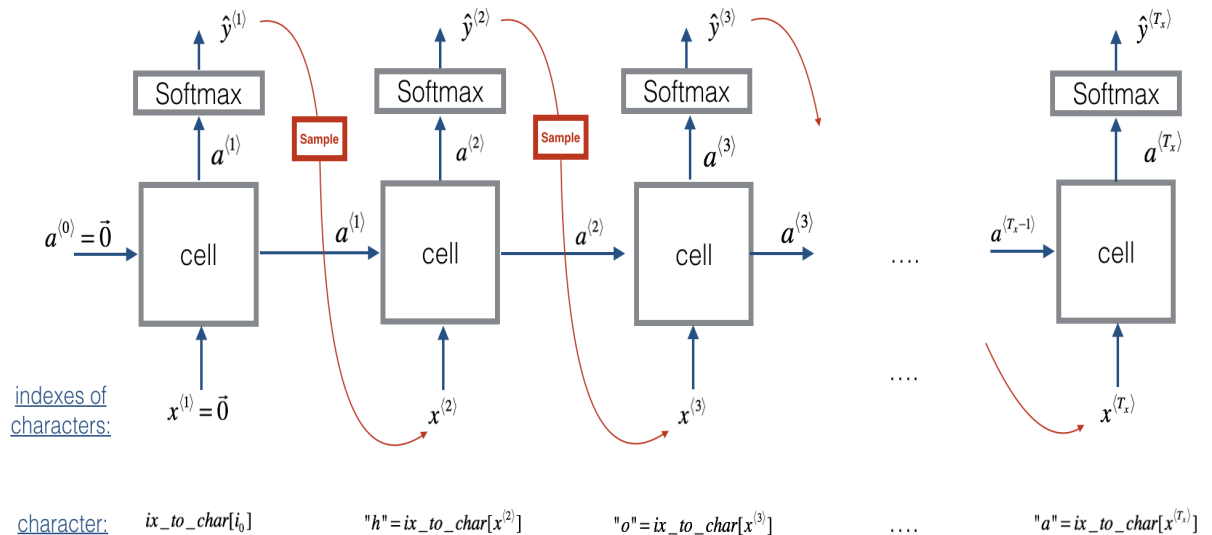 ŷ⟨1⟩ ŷ⟨2⟩ ŷ⟨3⟩ ŷ⟨Tₓ⟩
Softmax Softmax Softmax Softmax
Sample Sample
a⟨1⟩ a⟨2⟩ a⟨3⟩ a⟨Tₓ⟩
a⟨0⟩ = 0⃗ a⟨1⟩ a⟨2⟩ a⟨3⟩ a⟨Tₓ−1⟩
cell cell cell .... cell
....
indexes of
characters:
x⟨1⟩ = 0⃗ x⟨2⟩ x⟨3⟩ x⟨Tₓ⟩
character: ix_to_char[i₀] "h" = ix_to_char[x⟨2⟩] "o" = ix_to_char[x⟨3⟩] .... "a" = ix_to_char[x⟨Tₓ⟩]